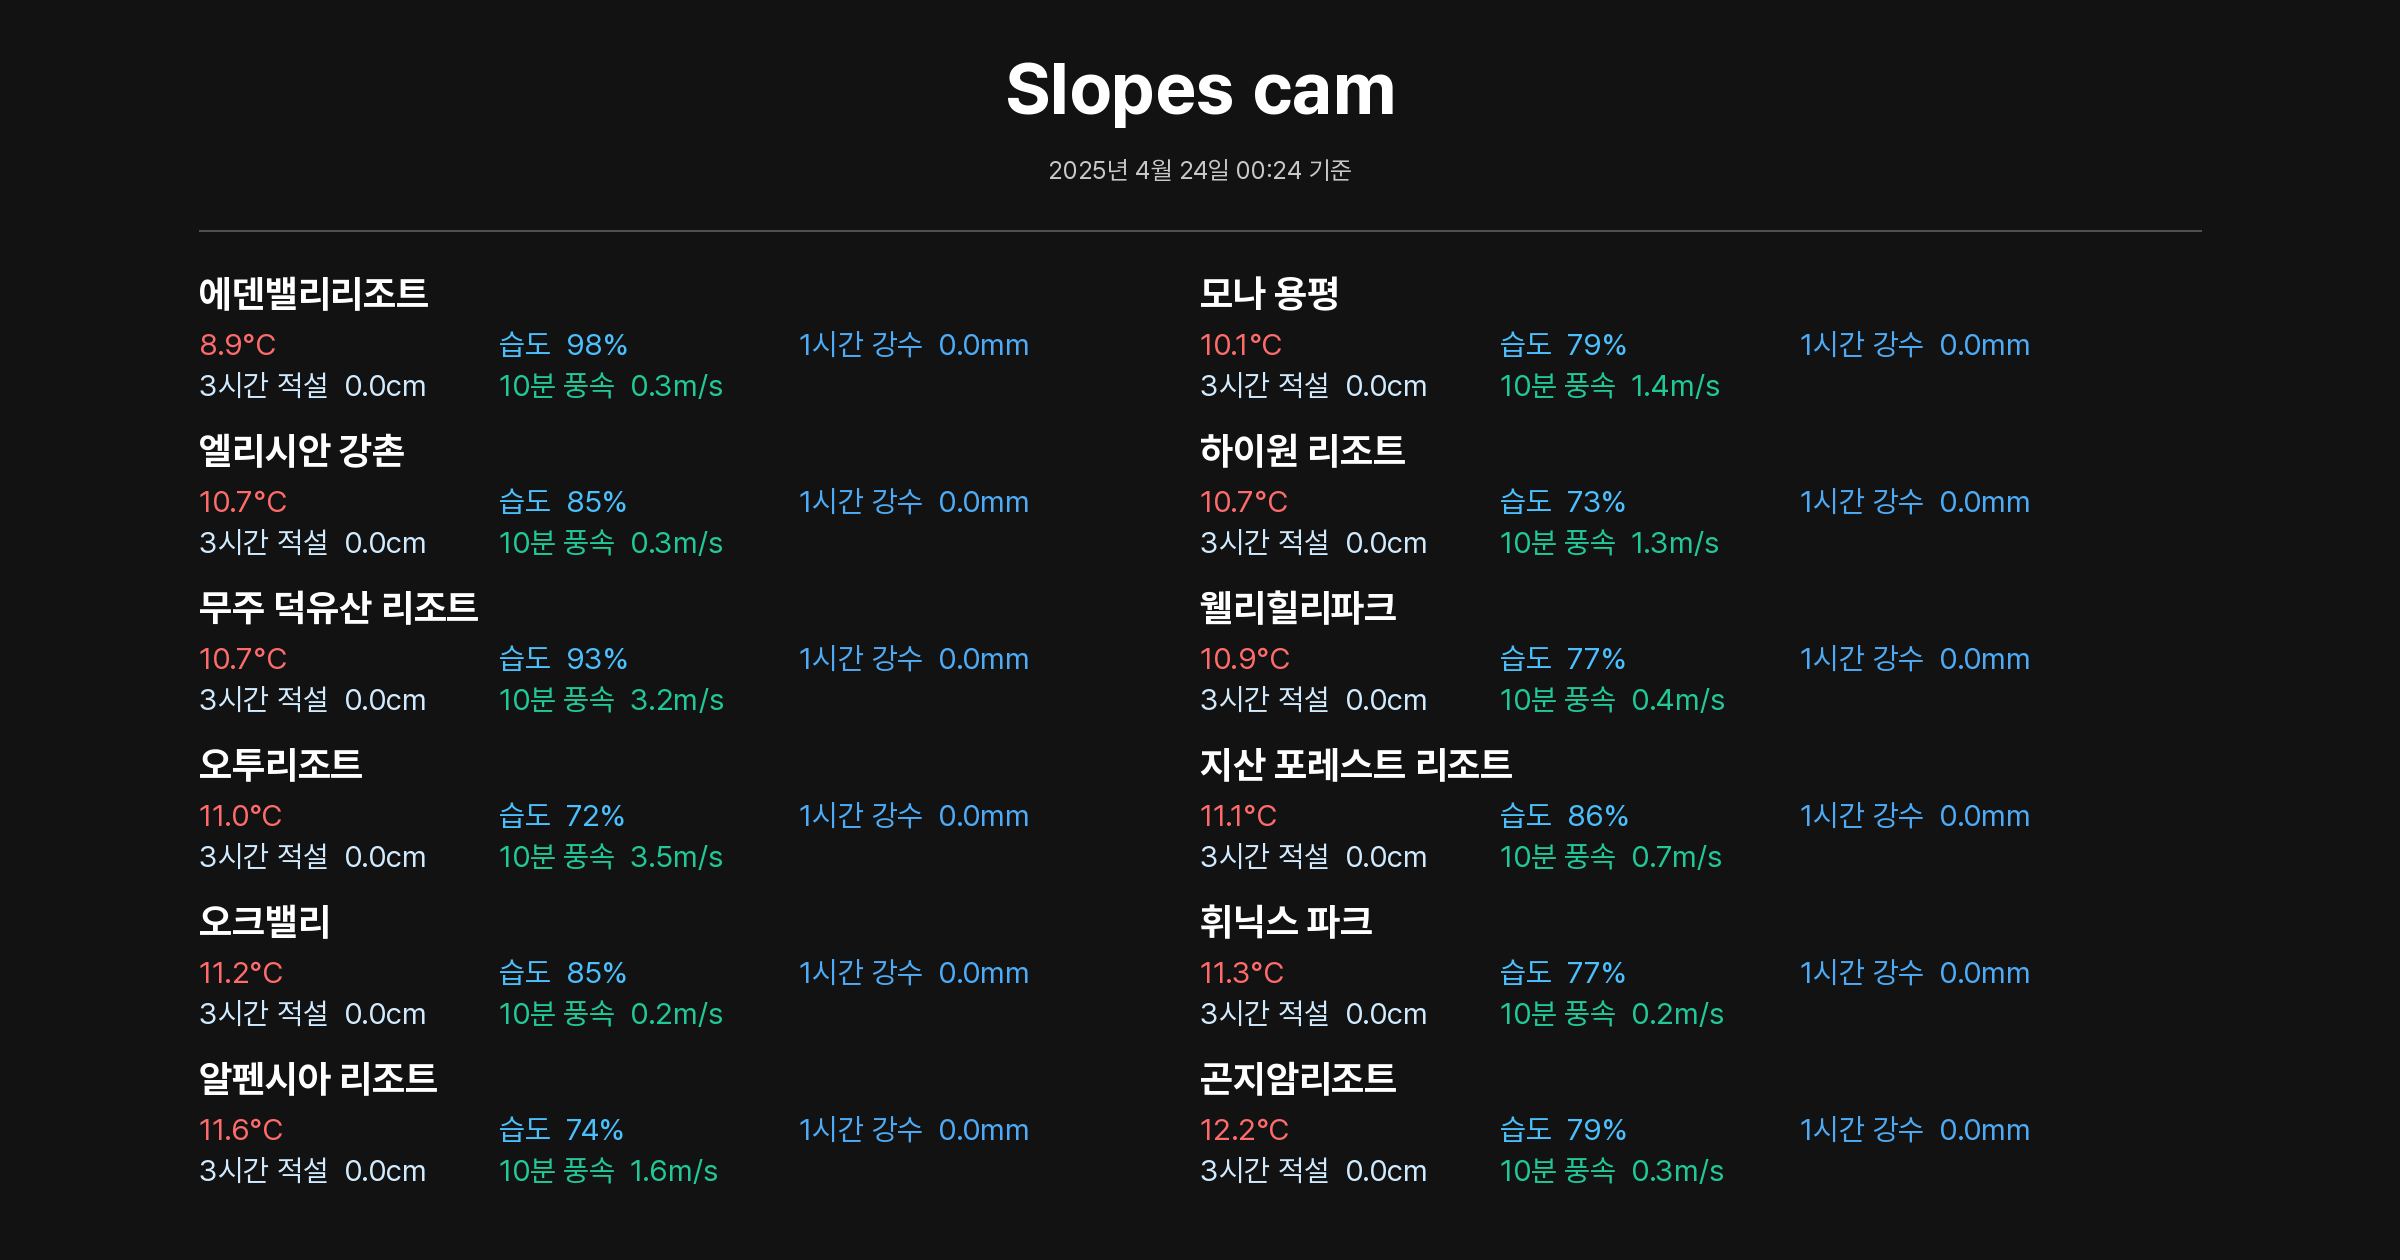 Slopes cam
2025년 4월 24일 00:24 기준
에덴밸리리조트
8.9°C 습도 98% 1시간 강수 0.0mm
3시간 적설 0.0cm 10분 풍속 0.3m/s
모나 용평
10.1°C 습도 79% 1시간 강수 0.0mm
3시간 적설 0.0cm 10분 풍속 1.4m/s
엘리시안 강촌
10.7°C 습도 85% 1시간 강수 0.0mm
3시간 적설 0.0cm 10분 풍속 0.3m/s
하이원 리조트
10.7°C 습도 73% 1시간 강수 0.0mm
3시간 적설 0.0cm 10분 풍속 1.3m/s
무주 덕유산 리조트
10.7°C 습도 93% 1시간 강수 0.0mm
3시간 적설 0.0cm 10분 풍속 3.2m/s
웰리힐리파크
10.9°C 습도 77% 1시간 강수 0.0mm
3시간 적설 0.0cm 10분 풍속 0.4m/s
오투리조트
11.0°C 습도 72% 1시간 강수 0.0mm
3시간 적설 0.0cm 10분 풍속 3.5m/s
지산 포레스트 리조트
11.1°C 습도 86% 1시간 강수 0.0mm
3시간 적설 0.0cm 10분 풍속 0.7m/s
오크밸리
11.2°C 습도 85% 1시간 강수 0.0mm
3시간 적설 0.0cm 10분 풍속 0.2m/s
휘닉스 파크
11.3°C 습도 77% 1시간 강수 0.0mm
3시간 적설 0.0cm 10분 풍속 0.2m/s
알펜시아 리조트
11.6°C 습도 74% 1시간 강수 0.0mm
3시간 적설 0.0cm 10분 풍속 1.6m/s
곤지암리조트
12.2°C 습도 79% 1시간 강수 0.0mm
3시간 적설 0.0cm 10분 풍속 0.3m/s